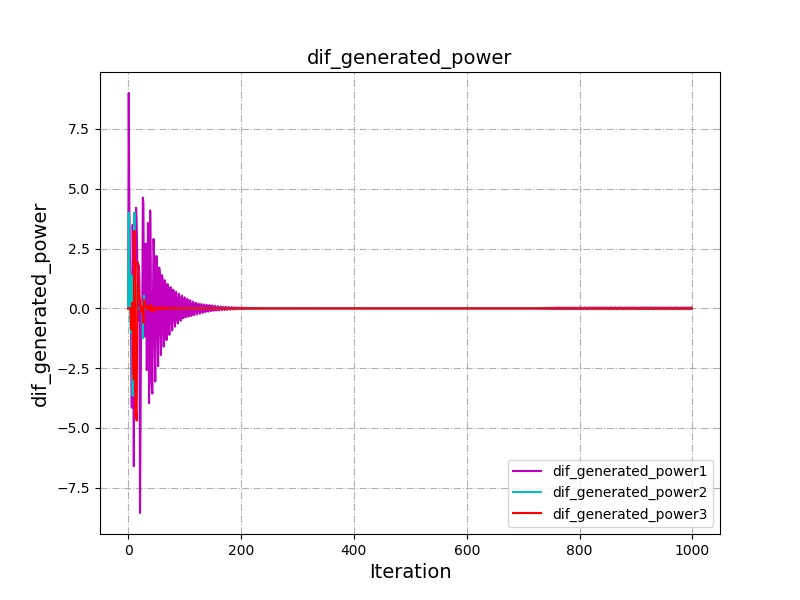 dif_generated_power
dif_generated_power
7.5
5.0
2.5
0.0
−2.5
−5.0
−7.5
0
200
400
600
800
1000
Iteration
dif_generated_power1
dif_generated_power2
dif_generated_power3